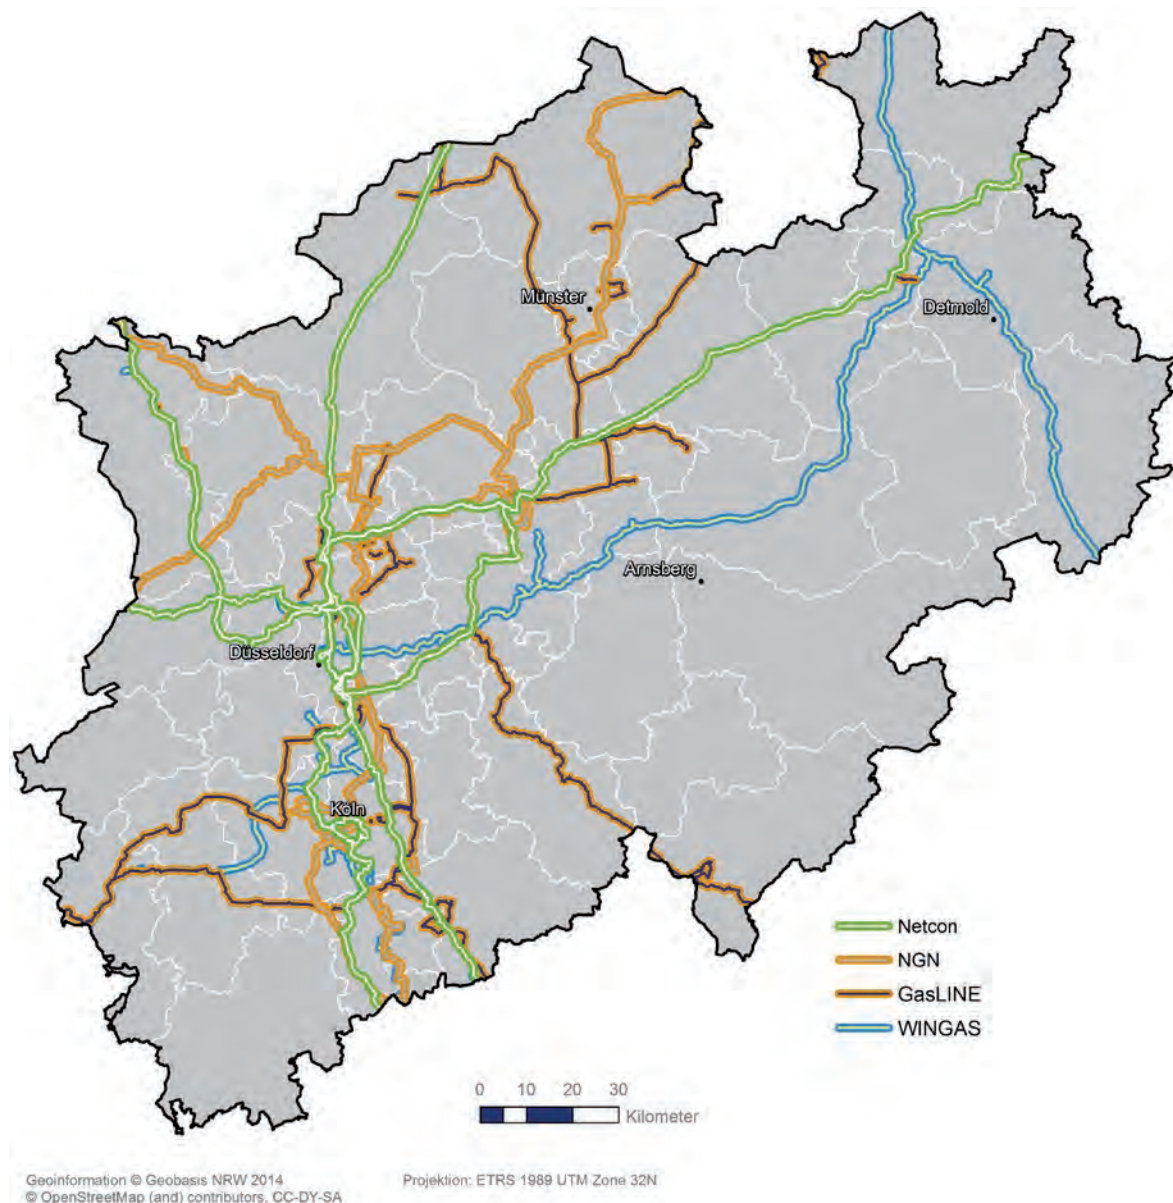 Münster
Detmold
Arnsberg
Düsseldorf
Köln
Netcon
NGN
GasLINE
WINGAS
0 10 20 30
Kilometer
Geoinformation © Geobasis NRW 2014 Projektion: ETRS 1989 UTM Zone 32N
© OpenStreetMap (and) contributors, CC-DY-SA